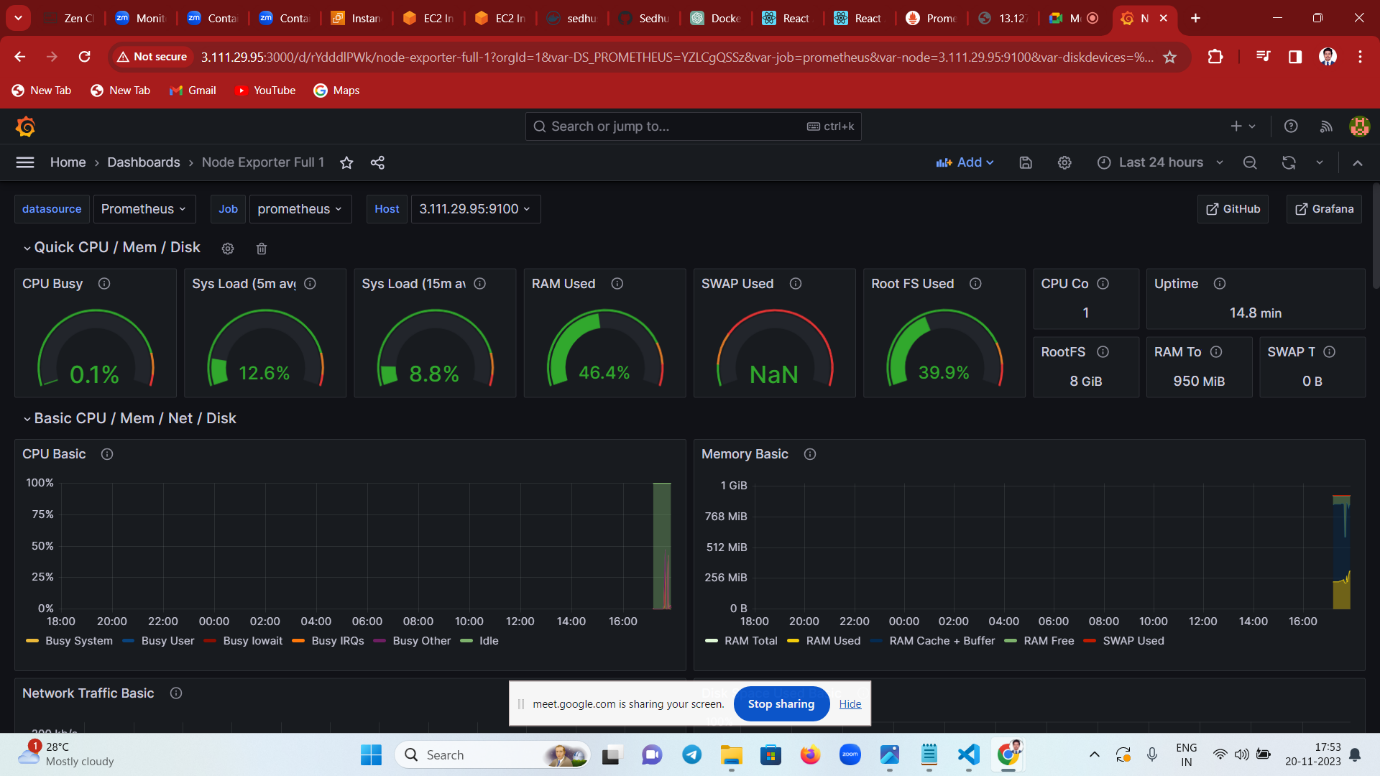 Zen Cl
Monit
Conta
Conta
Instan
EC2 In
EC2 In
sedhu
Sedhu
Docke
React
React
Prome
13.127
M
N
Not secure
3.111.29.95:3000/d/rYdddlPWk/node-exporter-full-1?orgId=1&var-DS_PROMETHEUS=YZLCgQSSz&var-job=prometheus&var-node=3.111.29.95:9100&var-diskdevices=%...
New Tab
New Tab
Gmail
YouTube
Maps
Search or jump to...
ctrl+k
Home › Dashboards › Node Exporter Full 1
Add
Last 24 hours
datasource
Prometheus
Job
prometheus
Host
3.111.29.95:9100
GitHub
Grafana
Quick CPU / Mem / Disk
CPU Busy
0.1%
Sys Load (5m avg
12.6%
Sys Load (15m av
8.8%
RAM Used
46.4%
SWAP Used
NaN
Root FS Used
39.9%
CPU Co
1
Uptime
14.8 min
RootFS
8 GiB
RAM To
950 MiB
SWAP T
0 B
Basic CPU / Mem / Net / Disk
CPU Basic
100%
75%
50%
25%
0%
18:00 20:00 22:00 00:00 02:00 04:00 06:00 08:00 10:00 12:00 14:00 16:00
Busy System Busy User Busy Iowait Busy IRQs Busy Other Idle
Memory Basic
1 GiB
768 MiB
512 MiB
256 MiB
0 B
18:00 20:00 22:00 00:00 02:00 04:00 06:00 08:00 10:00 12:00 14:00 16:00
RAM Total RAM Used RAM Cache + Buffer RAM Free SWAP Used
Network Traffic Basic
meet.google.com is sharing your screen.
Stop sharing
Hide
1
28°C
Mostly cloudy
Search
zoom
ENG
IN
17:53
20-11-2023